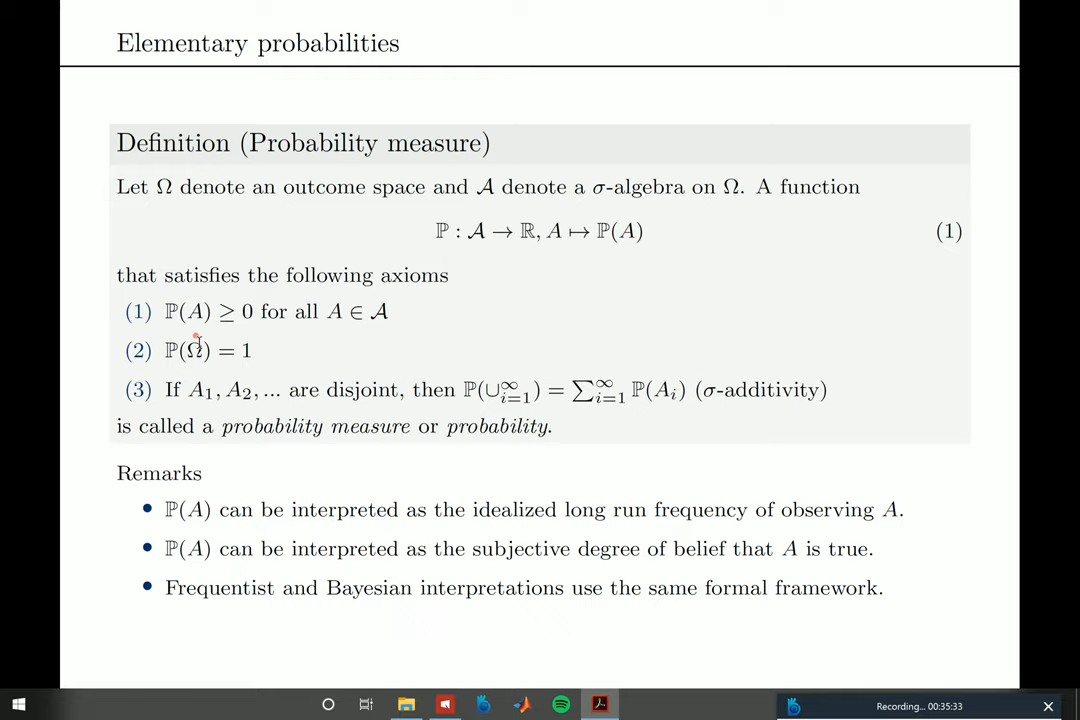 Elementary probabilities
Definition (Probability measure)
Let Ω denote an outcome space and 𝒜 denote a σ-algebra on Ω. A function
ℙ : 𝒜 → ℝ, A ↦ ℙ(A) (1)
that satisfies the following axioms
(1) ℙ(A) ≥ 0 for all A ∈ 𝒜
(2) ℙ(Ω) = 1
(3) If A₁, A₂, ... are disjoint, then ℙ(∪_{i=1}^∞) = ∑_{i=1}^∞ ℙ(A_i) (σ-additivity)
is called a probability measure or probability.
Remarks
• ℙ(A) can be interpreted as the idealized long run frequency of observing A.
• ℙ(A) can be interpreted as the subjective degree of belief that A is true.
• Frequentist and Bayesian interpretations use the same formal framework.
Recording... 00:35:33